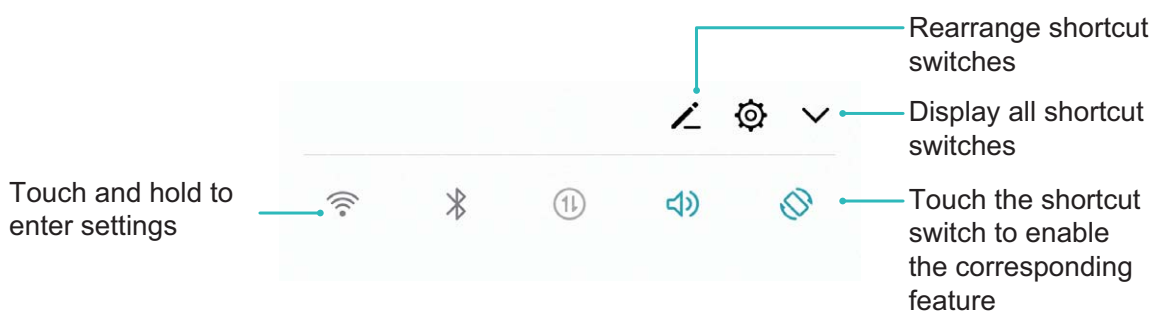 Rearrange shortcut
switches
Display all shortcut
switches
Touch and hold to
enter settings
Touch the shortcut
switch to enable
the corresponding
feature